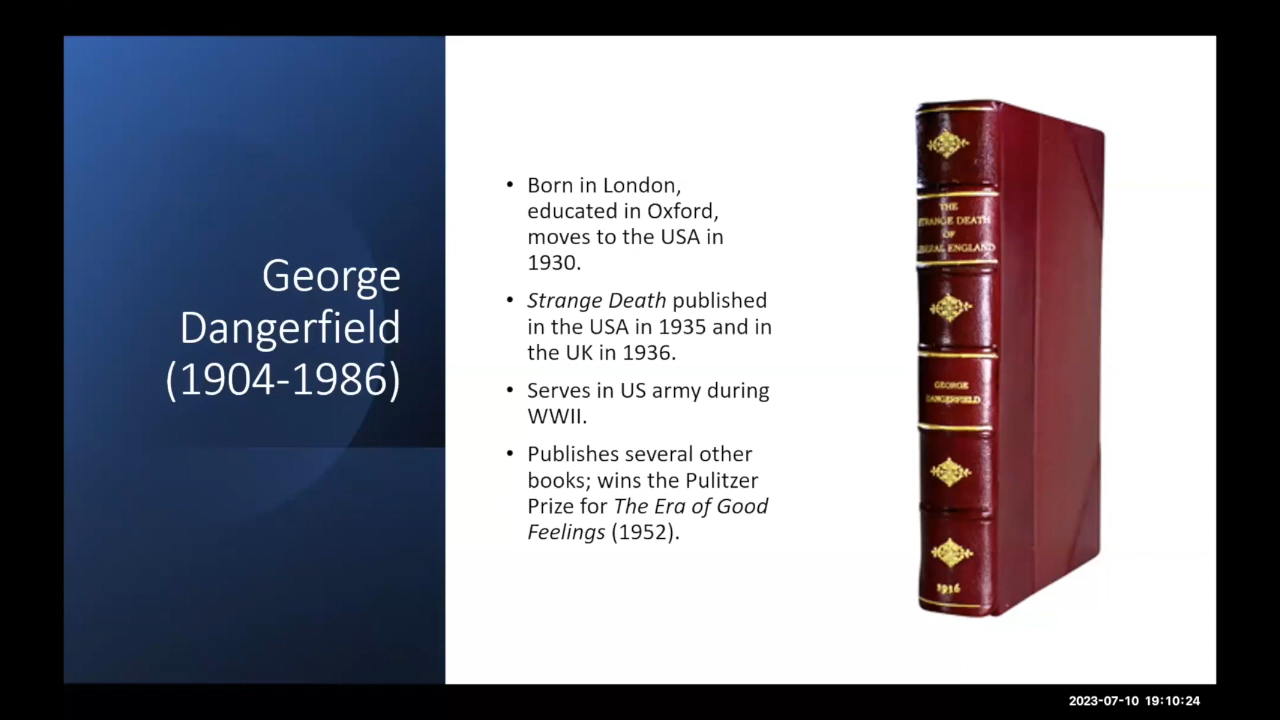 George
Dangerfield
(1904-1986)
• Born in London,
educated in Oxford,
moves to the USA in
1930.
• Strange Death published
in the USA in 1935 and in
the UK in 1936.
• Serves in US army during
WWII.
• Publishes several other
books; wins the Pulitzer
Prize for The Era of Good
Feelings (1952).
THE
STRANGE DEATH
OF
LIBERAL ENGLAND
GEORGE
DANGERFIELD
1936
2023-07-10 19:10:24